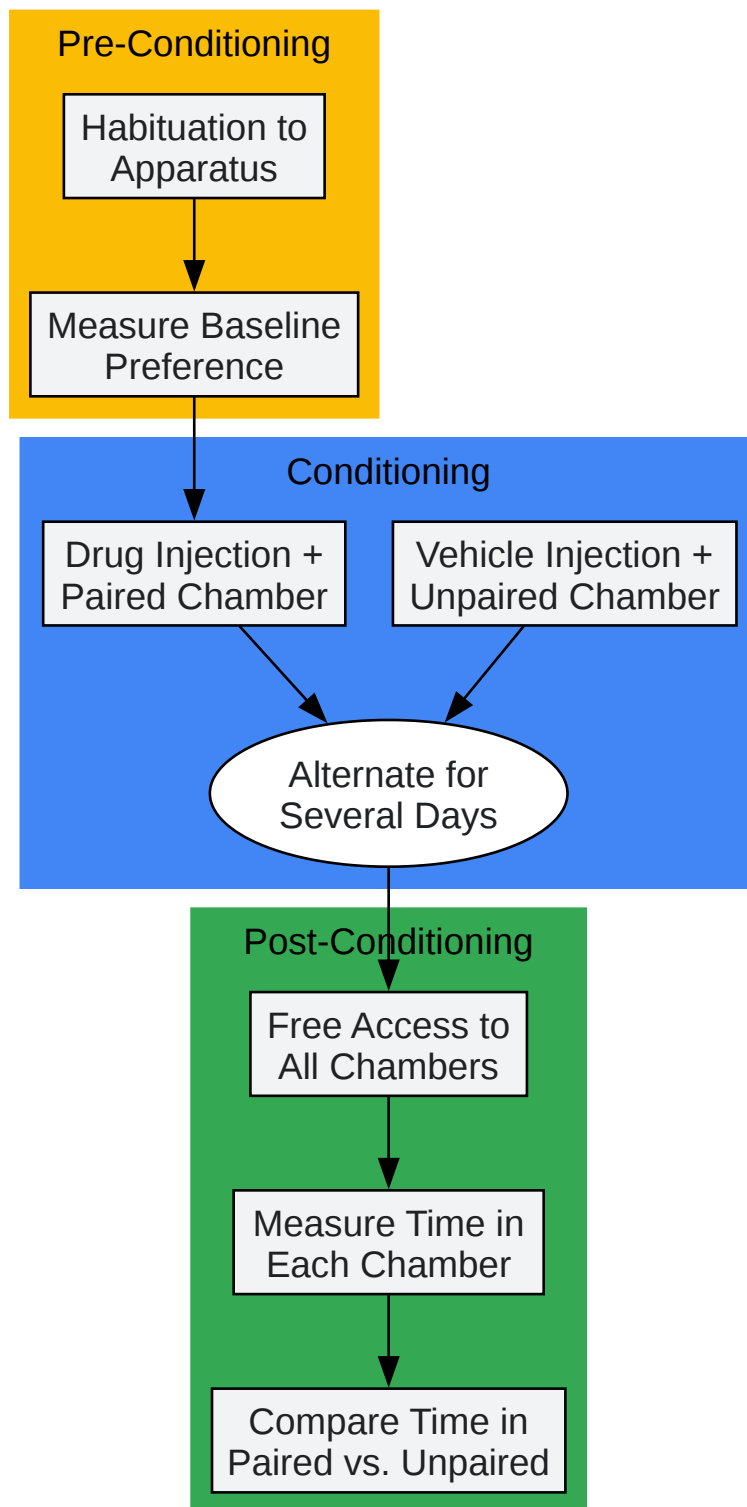 Pre-Conditioning
Habituation to
Apparatus
Measure Baseline
Preference
Conditioning
Drug Injection +
Paired Chamber
Vehicle Injection +
Unpaired Chamber
Alternate for
Several Days
Post-Conditioning
Free Access to
All Chambers
Measure Time in
Each Chamber
Compare Time in
Paired vs. Unpaired